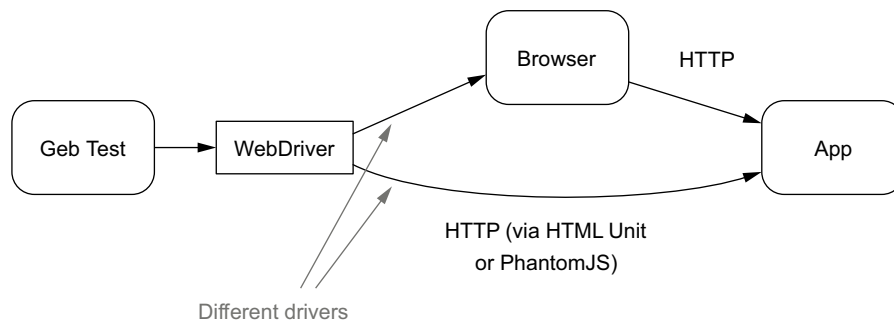 Browser
HTTP
Geb Test
WebDriver
App
HTTP (via HTML Unit
or PhantomJS)
Different drivers